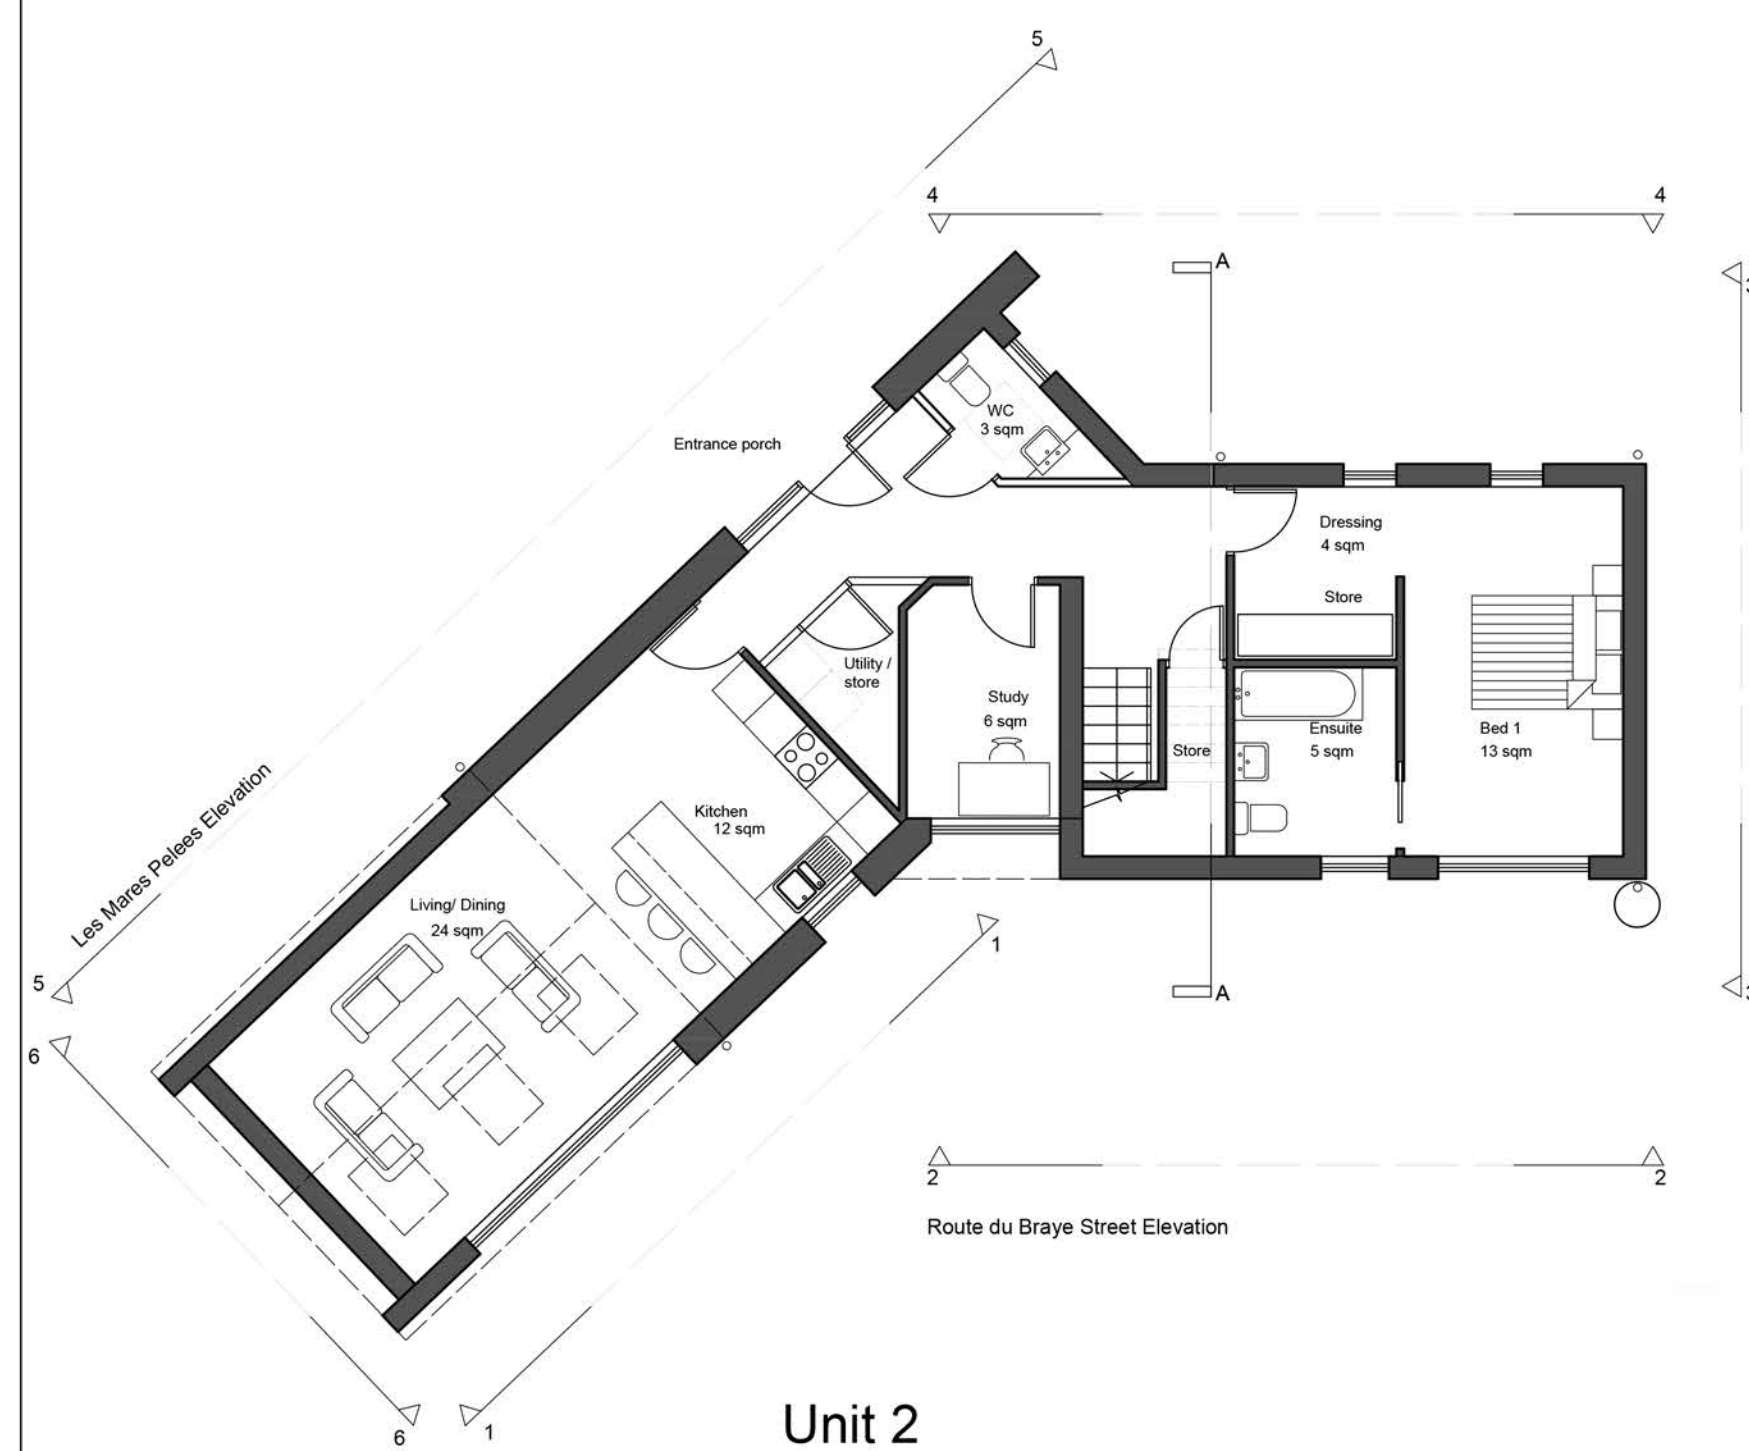 5
4
4
A
Entrance porch
WC
3 sqm
Dressing
4 sqm
Store
Utility /
store
Study
6 sqm
Store
Ensuite
5 sqm
Bed 1
13 sqm
Kitchen
12 sqm
Living/ Dining
24 sqm
Les Mares Pelees Elevation
5
6
1
A
2
2
Route du Braye Street Elevation
6
1
Unit 2